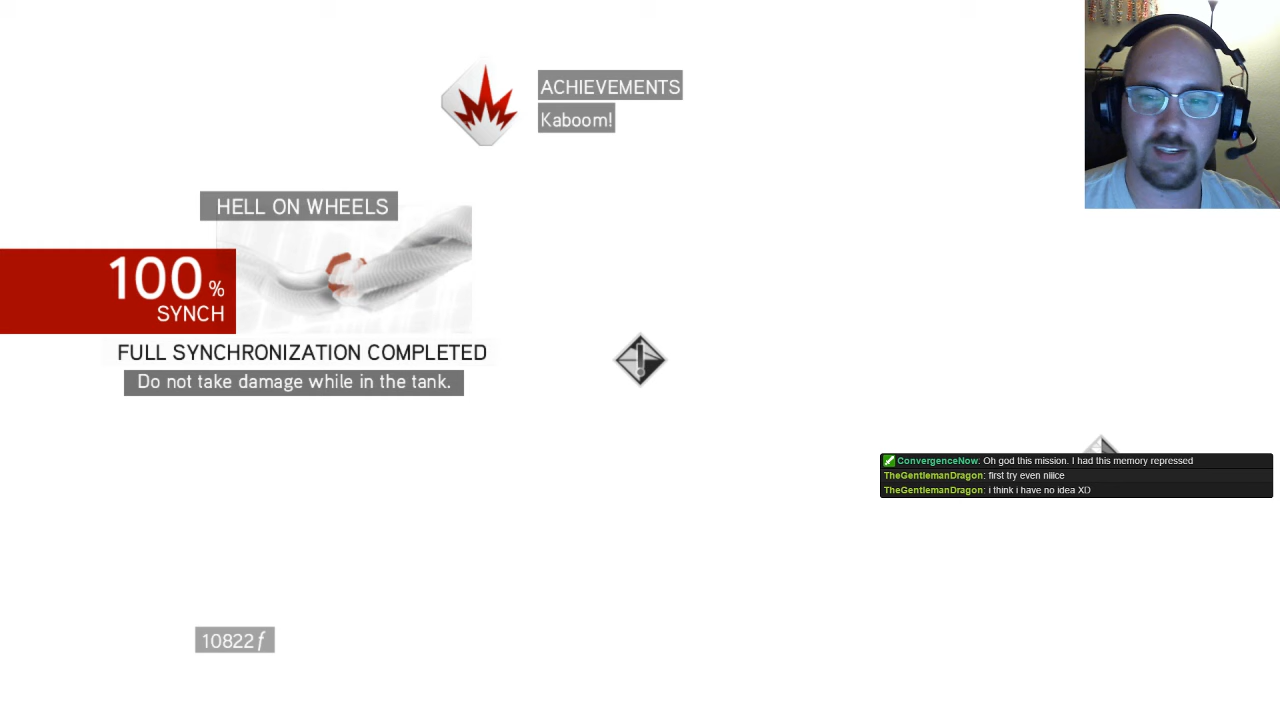 ACHIEVEMENTS
Kaboom!
HELL ON WHEELS
100 %
SYNCH
FULL SYNCHRONIZATION COMPLETED
Do not take damage while in the tank.
ConvergenceNow: Oh god this mission. I had this memory repressed
TheGentlemanDragon: first try even niiice
TheGentlemanDragon: i think i have no idea XD
10822 ƒ